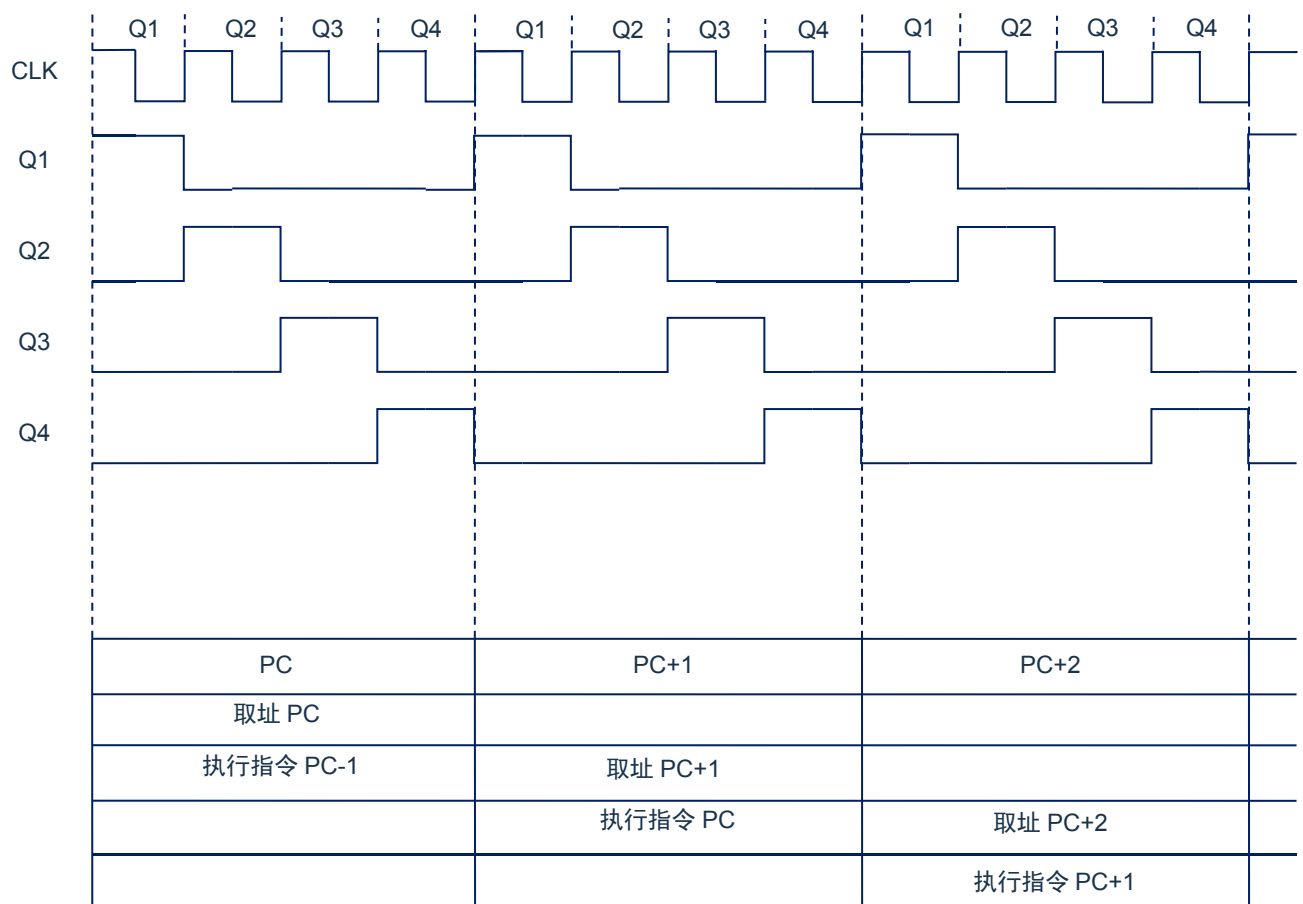 Q1 Q2 Q3 Q4 Q1 Q2 Q3 Q4 Q1 Q2 Q3 Q4
CLK
Q1
Q2
Q3
Q4
PC PC+1 PC+2
取址 PC
执行指令 PC-1 取址 PC+1
执行指令 PC 取址 PC+2
执行指令 PC+1